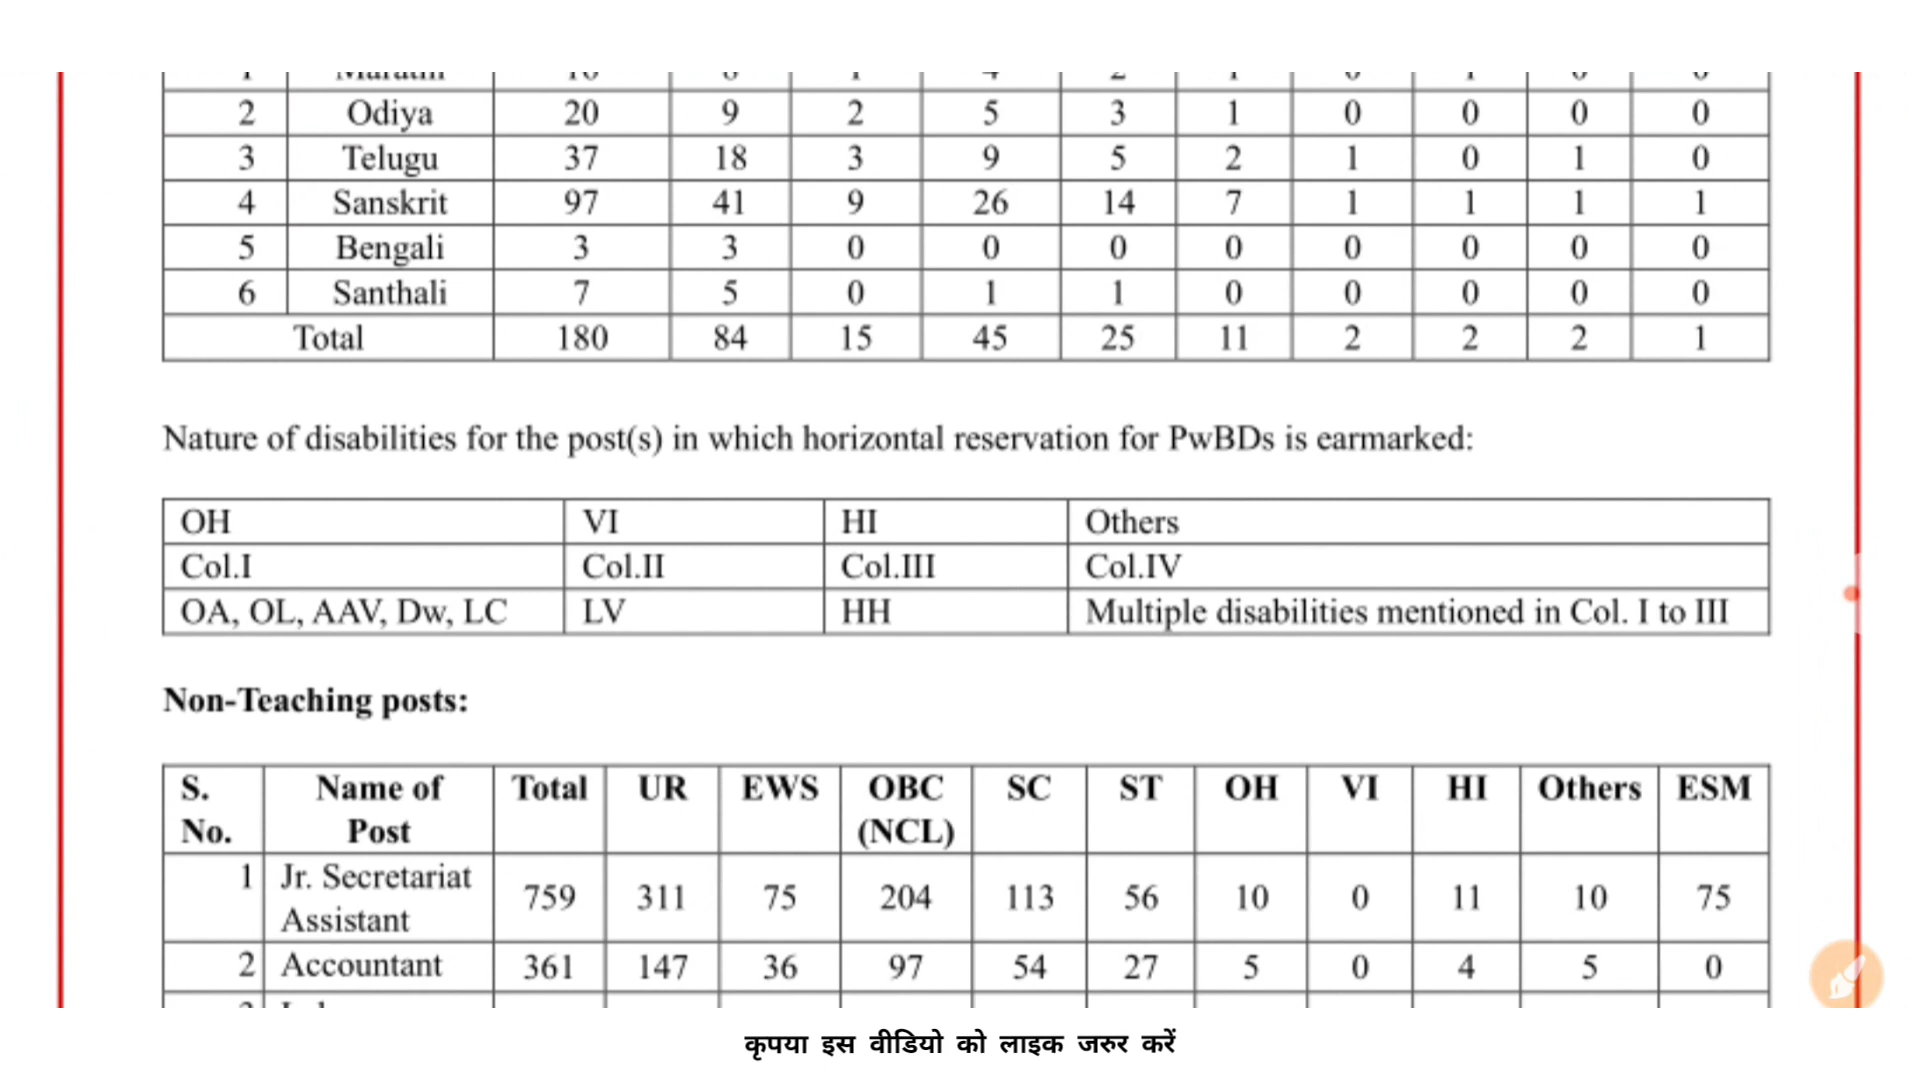 2 Odiya 20 9 2 5 3 1 0 0 0 0
3 Telugu 37 18 3 9 5 2 1 0 1 0
4 Sanskrit 97 41 9 26 14 7 1 1 1 1
5 Bengali 3 3 0 0 0 0 0 0 0 0
6 Santhali 7 5 0 1 1 0 0 0 0 0
Total 180 84 15 45 25 11 2 2 2 1
Nature of disabilities for the post(s) in which horizontal reservation for PwBDs is earmarked:
OH VI HI Others
Col.I Col.II Col.III Col.IV
OA, OL, AAV, Dw, LC LV HH Multiple disabilities mentioned in Col. I to III
Non-Teaching posts:
S. No. Name of Post Total UR EWS OBC (NCL) SC ST OH VI HI Others ESM
1 Jr. Secretariat Assistant 759 311 75 204 113 56 10 0 11 10 75
2 Accountant 361 147 36 97 54 27 5 0 4 5 0
कृपया इस वीडियो को लाइक जरुर करें